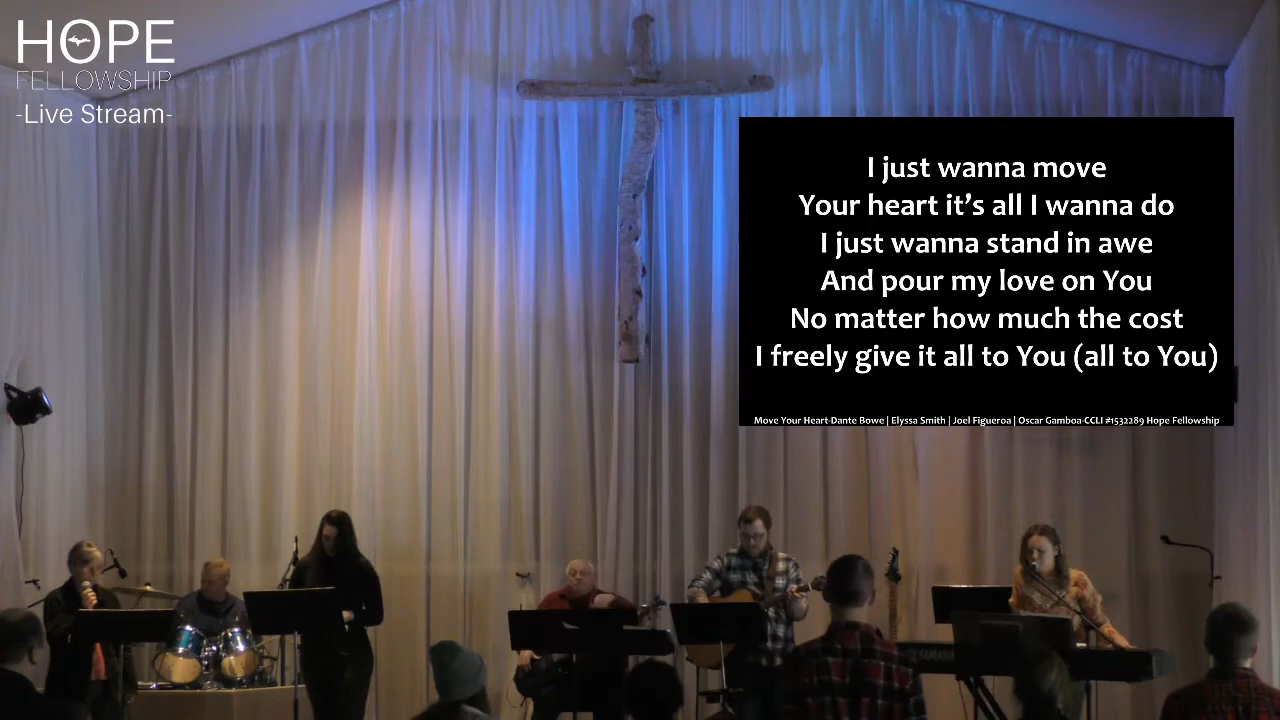 HOPE
FELLOWSHIP
-Live Stream-
I just wanna move
Your heart it’s all I wanna do
I just wanna stand in awe
And pour my love on You
No matter how much the cost
I freely give it all to You (all to You)
Move Your Heart-Dante Bowe | Elyssa Smith | Joel Figueroa | Oscar Gamboa-CCLI #1532289 Hope Fellowship
YAMAHA